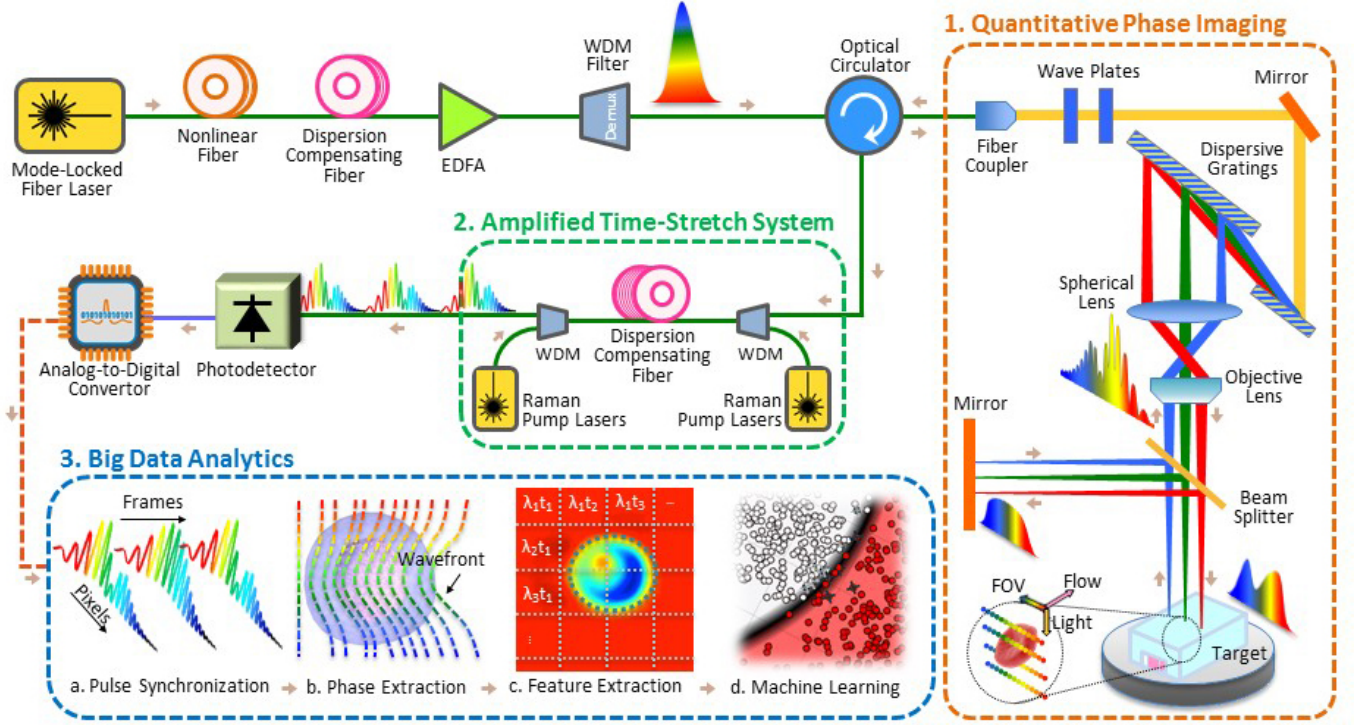 1. Quantitative Phase Imaging
WDM
Filter
Optical
Circulator
Wave Plates
Mirror
Demux
Mode-Locked
Fiber Laser
Nonlinear
Fiber
Dispersion
Compensating
Fiber
EDFA
Fiber
Coupler
Dispersive
Gratings
2. Amplified Time-Stretch System
Spherical
Lens
010101010101
Analog-to-Digital
Convertor
Photodetector
WDM
Dispersion
Compensating
Fiber
WDM
Raman
Pump Lasers
Raman
Pump Lasers
Objective
Lens
Mirror
Beam
Splitter
3. Big Data Analytics
Frames
Pixels
Wavefront
λ1t1 λ1t2 λ1t3 ...
λ2t1
λ3t1
⋮
FOV
Flow
Light
Target
a. Pulse Synchronization
b. Phase Extraction
c. Feature Extraction
d. Machine Learning